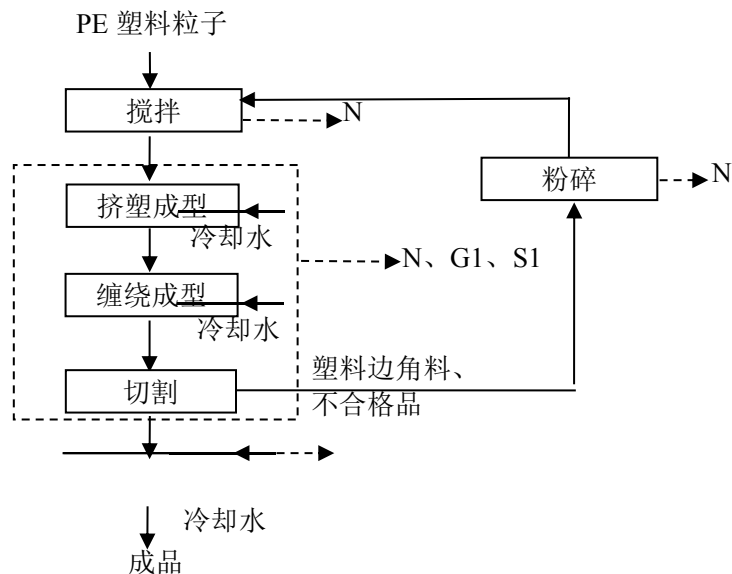 PE 塑料粒子
搅拌
N
粉碎
N
挤塑成型
冷却水
N、G1、S1
缠绕成型
冷却水
塑料边角料、
不合格品
切割
冷却水
成品